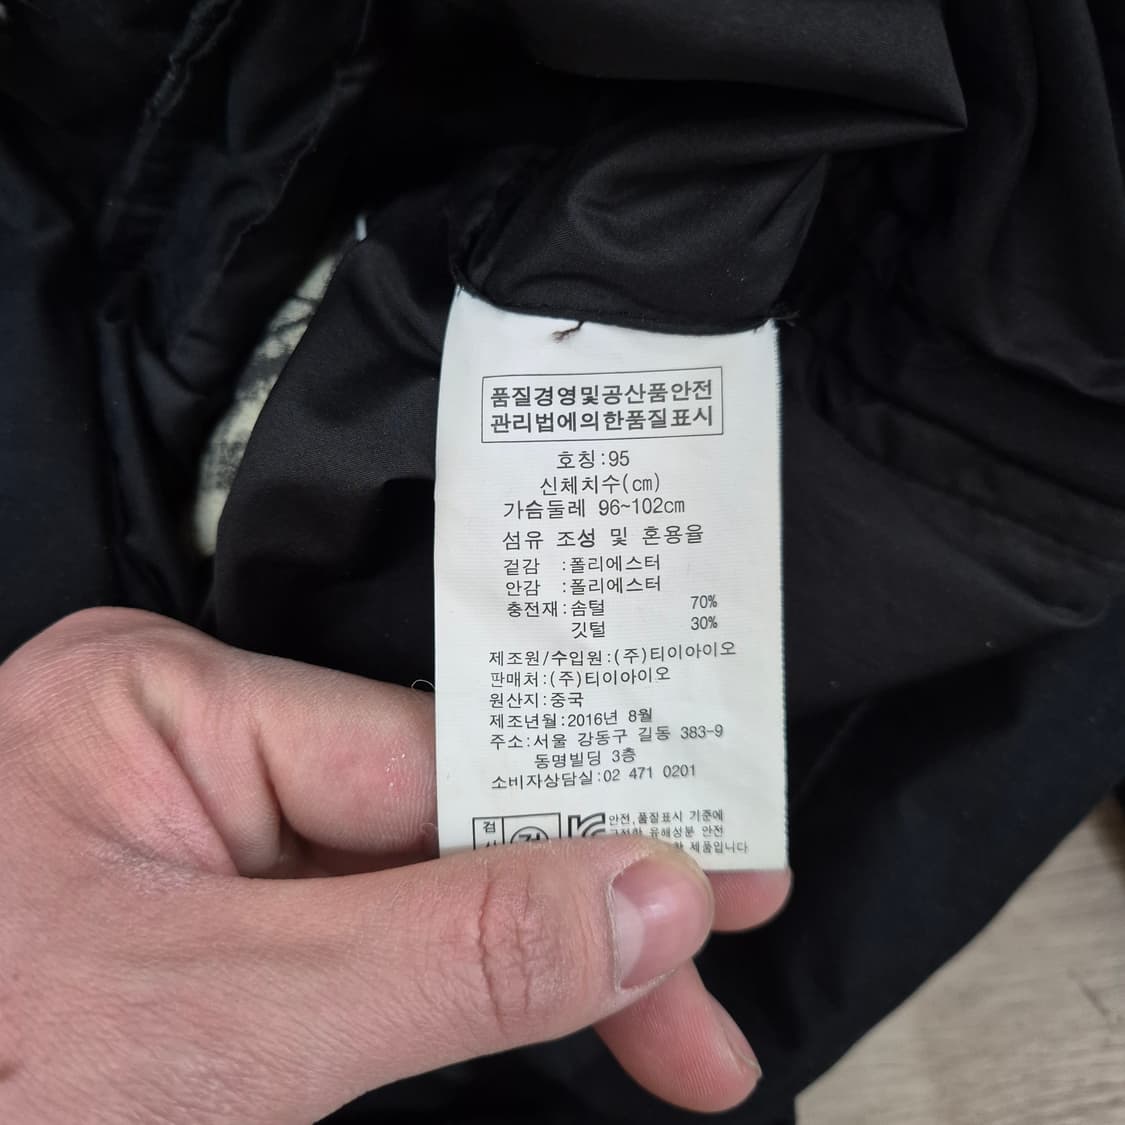 품질경영및공산품안전
관리법에의한품질표시
호칭:95
신체치수(cm)
가슴둘레 96~102cm
섬유 조성 및 혼용율
겉감 :폴리에스터
안감 :폴리에스터
충전재:솜털 70%
깃털 30%
제조원/수입원:(주)티이아이오
판매처:(주)티이아이오
원산지:중국
제조년월:2016년 8월
주소:서울 강동구 길동 383-9
동명빌딩 3층
소비자상담실:02 471 0201
검
안전,품질표시 기준에
유해성분 안전
제품입니다